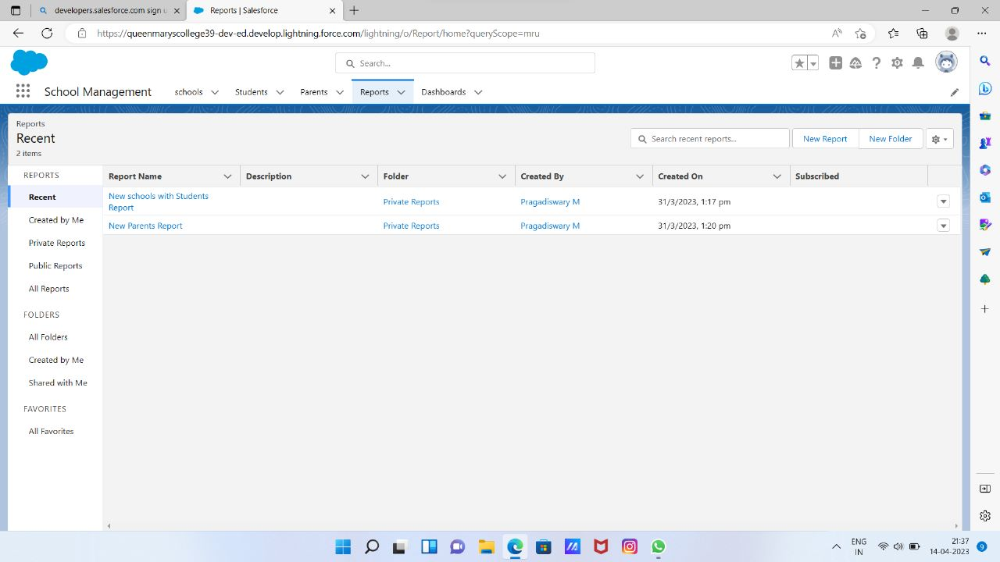 developers.salesforce.com sign u
Reports | Salesforce
https://queenmaryscollege39-dev-ed.develop.lightning.force.com/lightning/o/Report/home?queryScope=mru
Search...
School Management
schools
Students
Parents
Reports
Dashboards
Reports
Recent
2 items
Search recent reports...
New Report
New Folder
REPORTS
Recent
Created by Me
Private Reports
Public Reports
All Reports
FOLDERS
All Folders
Created by Me
Shared with Me
FAVORITES
All Favorites
Report Name
Description
Folder
Created By
Created On
Subscribed
New schools with Students
Report
Private Reports
Pragadiswary M
31/3/2023, 1:17 pm
New Parents Report
Private Reports
Pragadiswary M
31/3/2023, 1:20 pm
ENG
IN
21:37
14-04-2023
9